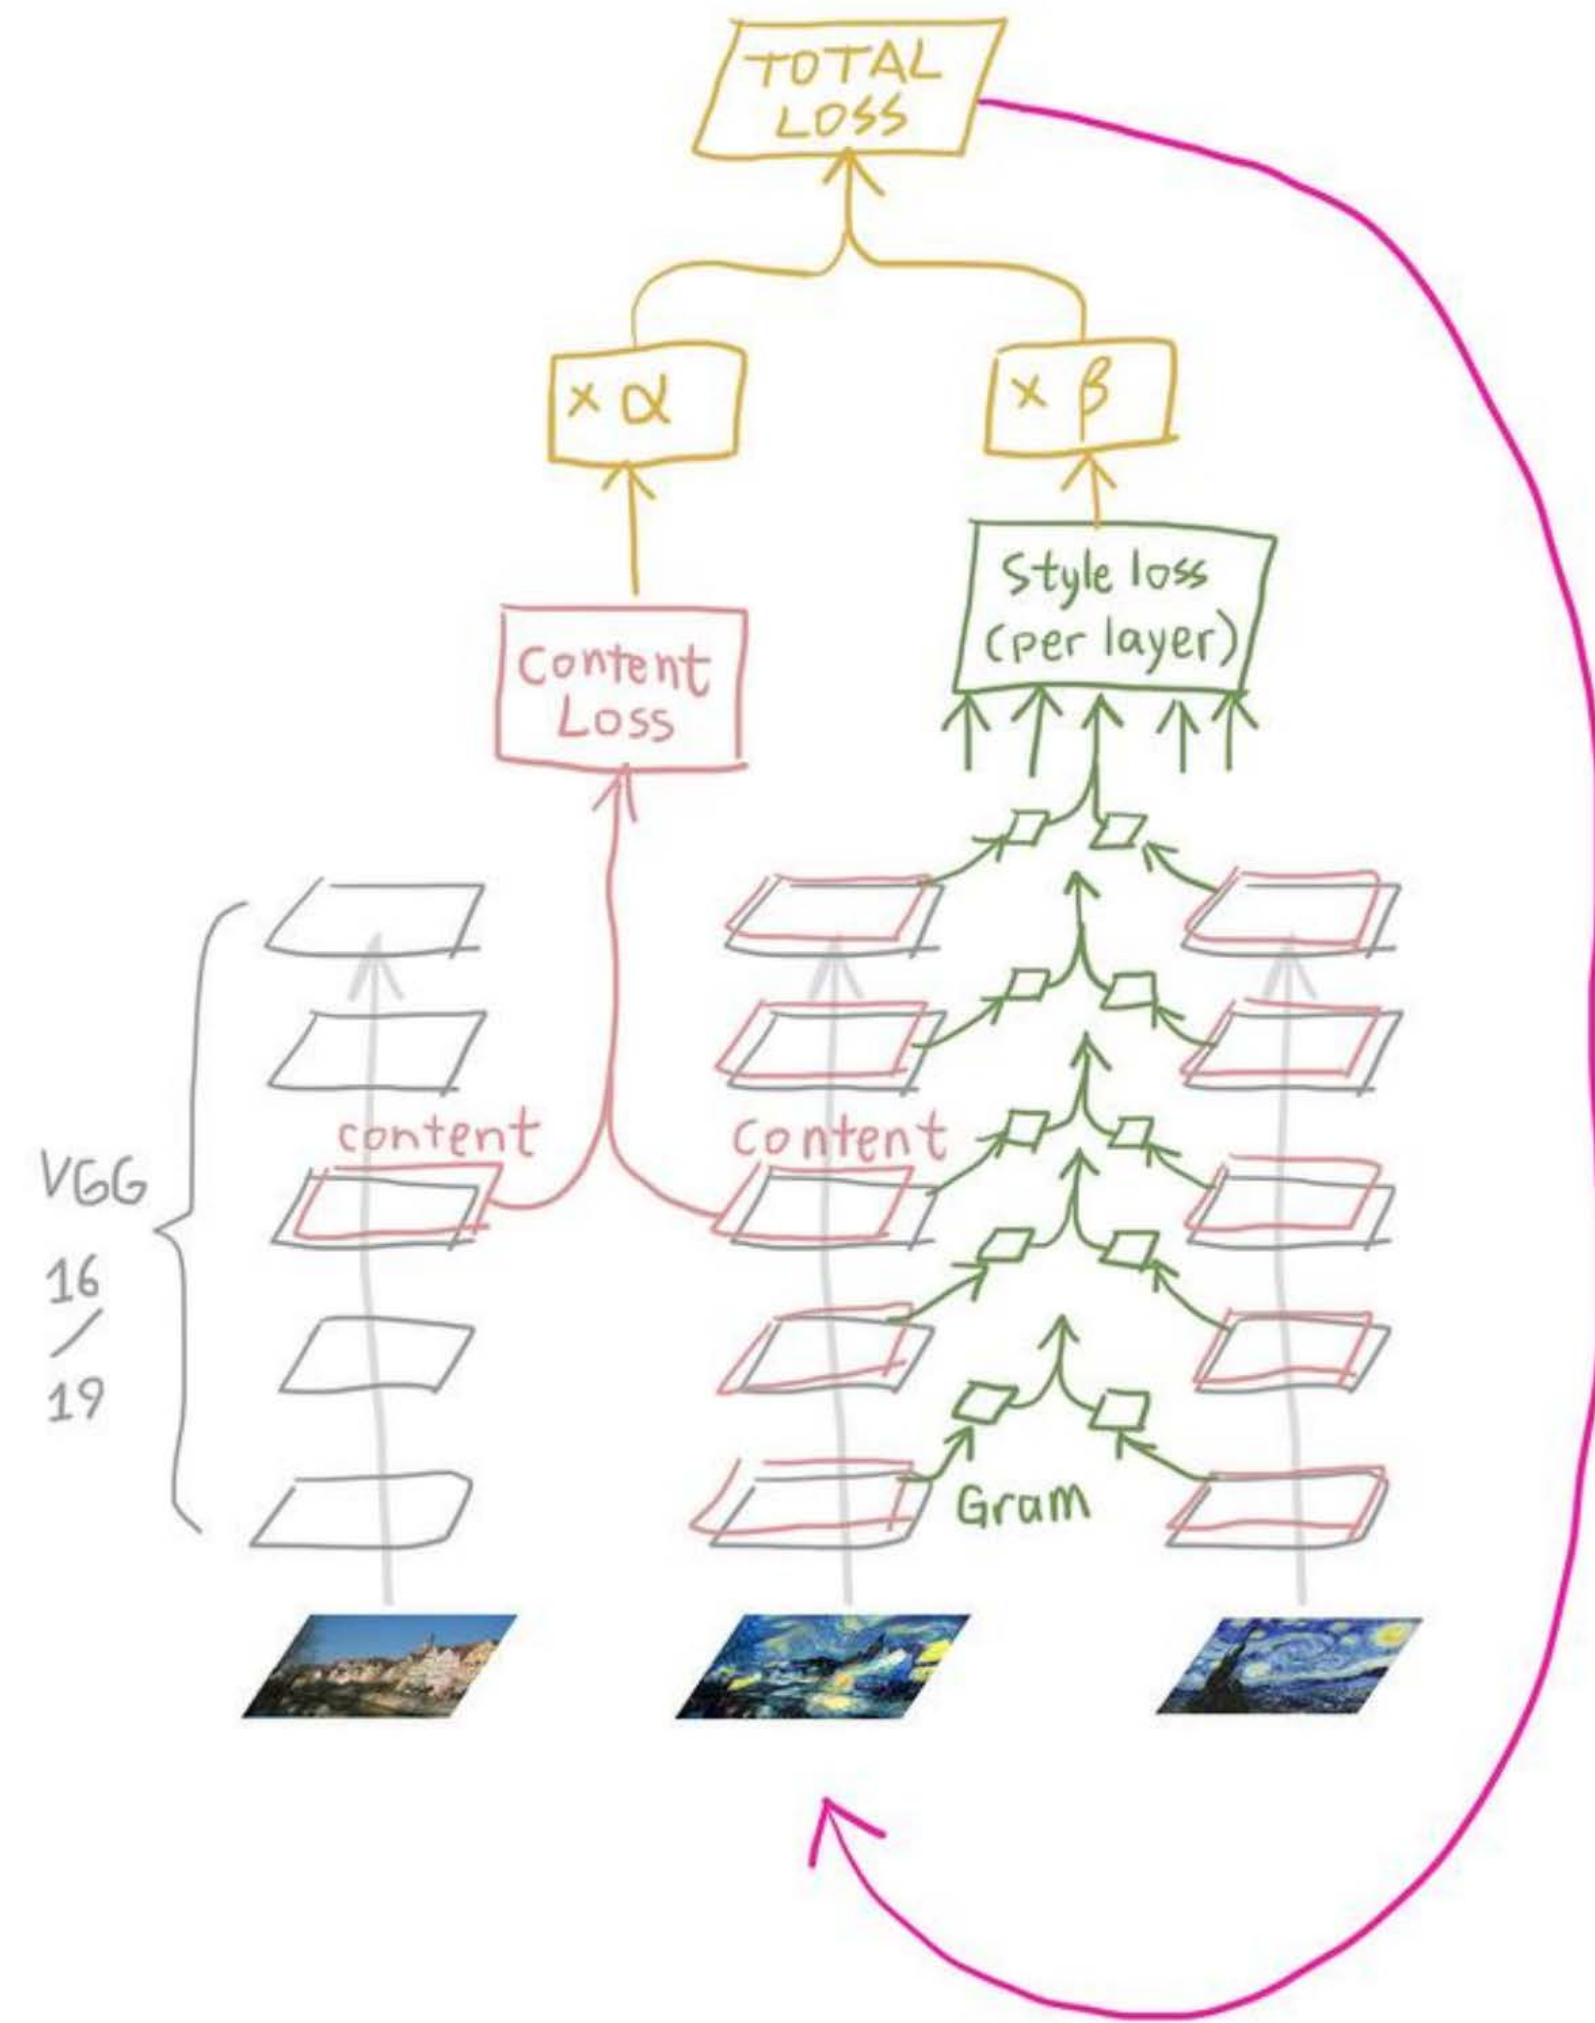 TOTAL
LOSS
× α
× β
Style loss
(per layer)
Content
Loss
content
Content
VGG
16
/
19
Gram